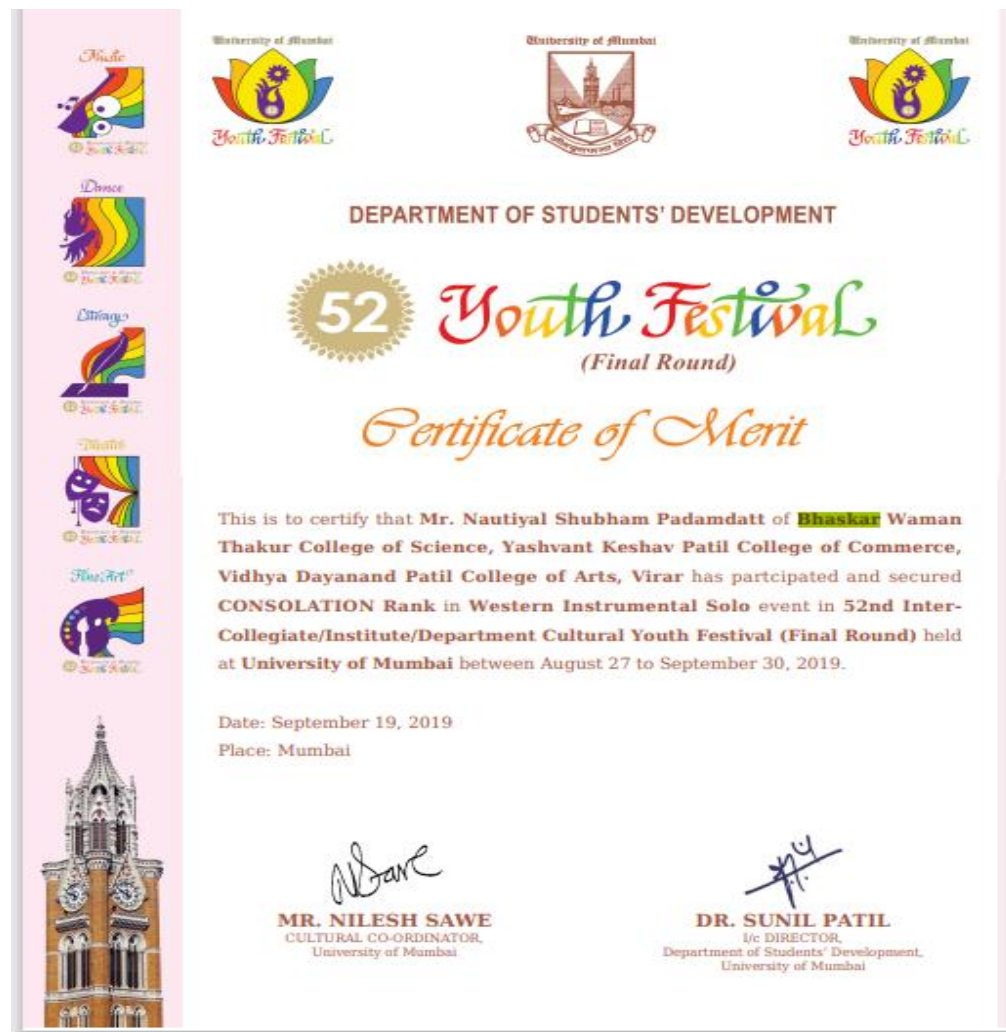 Music
Dance
Literary
Theatre
Fine Art
University of Mumbai
Youth Festival
University of Mumbai
University of Mumbai
Youth Festival
DEPARTMENT OF STUDENTS' DEVELOPMENT
52 Youth Festival
(Final Round)
Certificate of Merit
This is to certify that Mr. Nautiyal Shubham Padamdatt of Bhaskar Waman
Thakur College of Science, Yashvant Keshav Patil College of Commerce,
Vidhya Dayanand Patil College of Arts, Virar has partcipated and secured
CONSOLATION Rank in Western Instrumental Solo event in 52nd Inter-
Collegiate/Institute/Department Cultural Youth Festival (Final Round) held
at University of Mumbai between August 27 to September 30, 2019.
Date: September 19, 2019
Place: Mumbai
NSave
MR. NILESH SAWE
CULTURAL CO-ORDINATOR,
University of Mumbai
DR. SUNIL PATIL
I/c DIRECTOR,
Department of Students' Development,
University of Mumbai